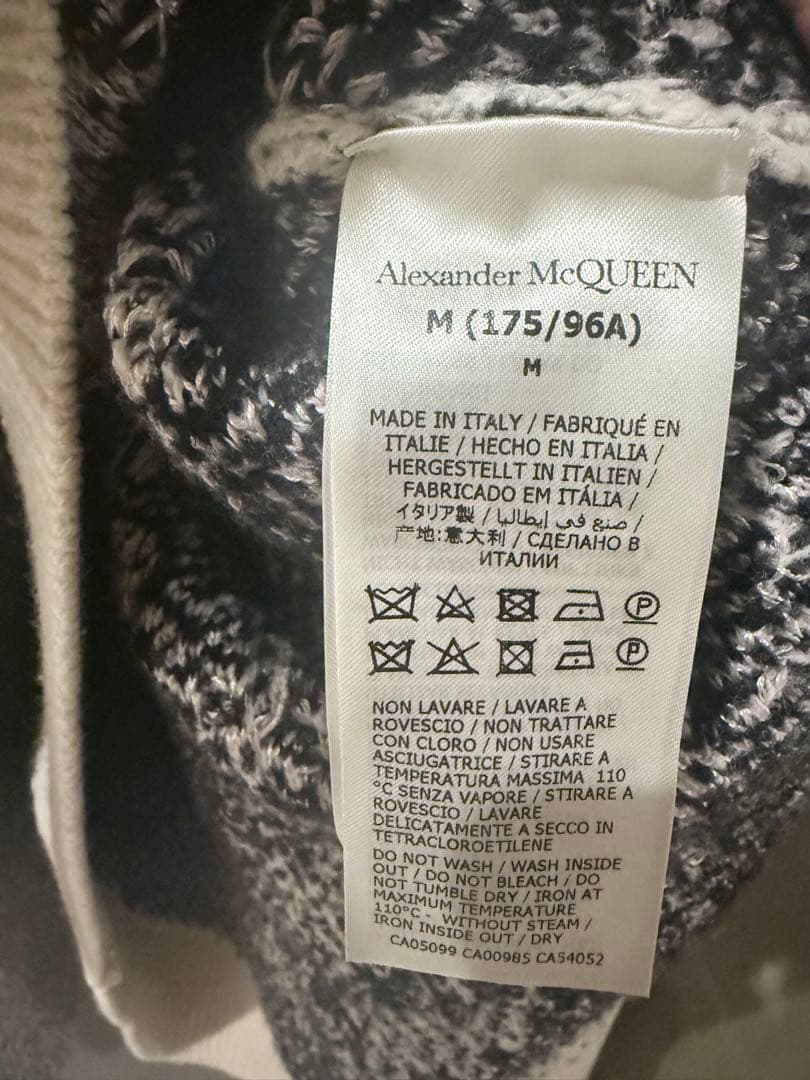 Alexander McQUEEN
M (175/96A)
M
MADE IN ITALY / FABRIQUÉ EN
ITALIE / HECHO EN ITALIA /
HERGESTELLT IN ITALIEN /
FABRICADO EM ITÁLIA /
イタリア製 / صنع في إيطاليا /
产地:意大利 / СДЕЛАНО В
ИТАЛИИ
P
P
NON LAVARE / LAVARE A
ROVESCIO / NON TRATTARE
CON CLORO / NON USARE
ASCIUGATRICE / STIRARE A
TEMPERATURA MASSIMA 110
°C SENZA VAPORE / STIRARE A
ROVESCIO / LAVARE
DELICATAMENTE A SECCO IN
TETRACLOROETILENE
DO NOT WASH / WASH INSIDE
OUT / DO NOT BLEACH / DO
NOT TUMBLE DRY / IRON AT
MAXIMUM TEMPERATURE
110°C - WITHOUT STEAM /
IRON INSIDE OUT / DRY
CA05099 CA00985 CA54052